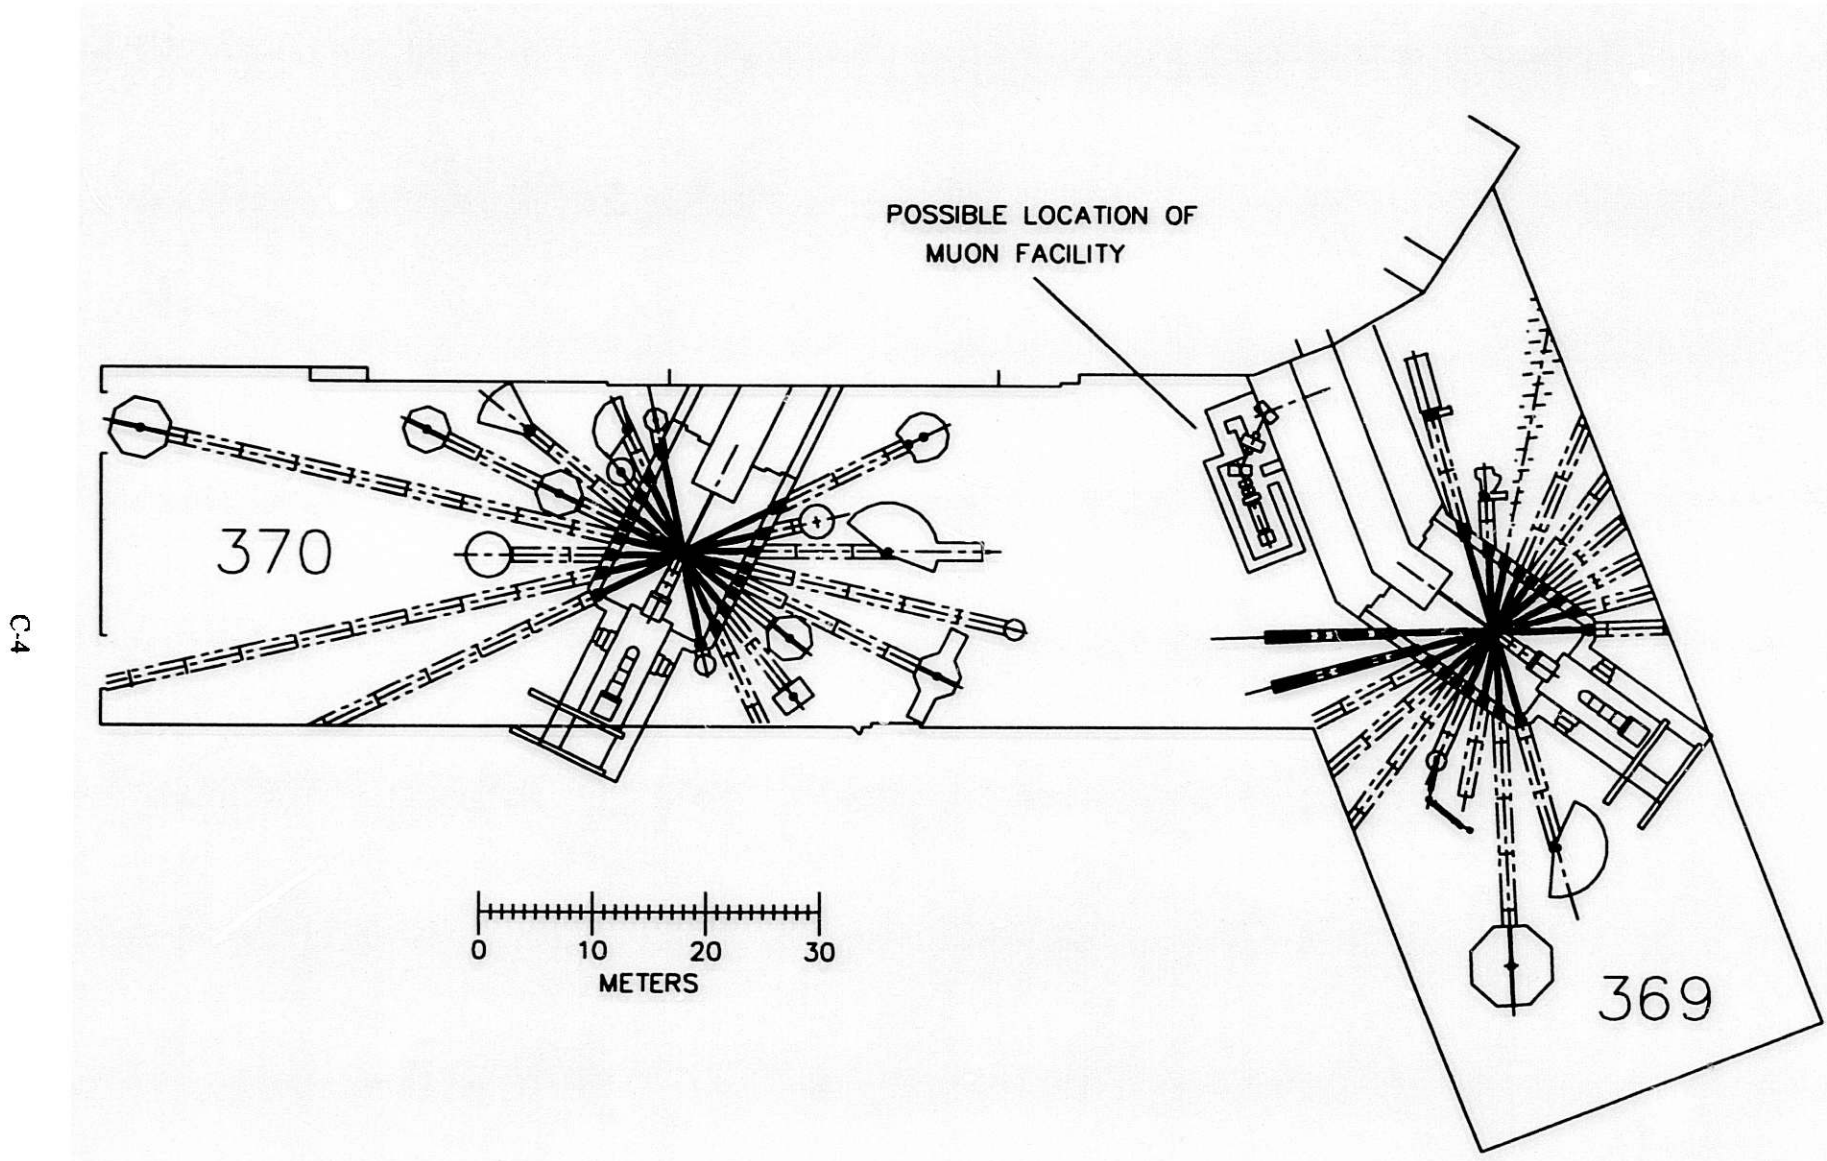 POSSIBLE LOCATION OF
MUON FACILITY
370
C-4
0 10 20 30
METERS
369